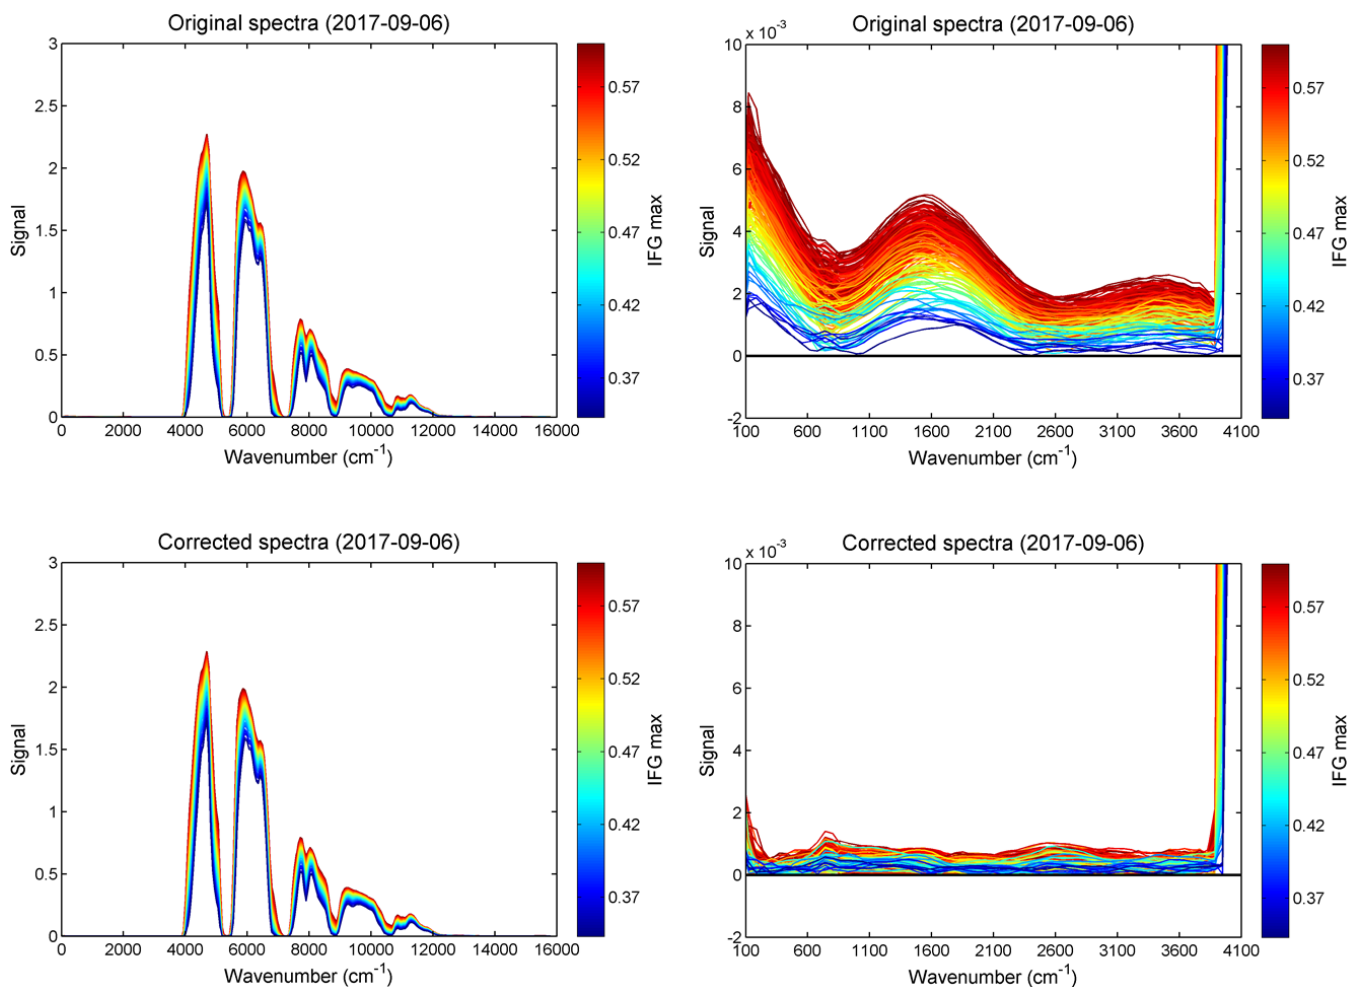 Original spectra (2017-09-06)
3
2.5
2
1.5
1
0.5
0
Signal
0 2000 4000 6000 8000 10000 12000 14000 16000
Wavenumber (cm⁻¹)
0.57
0.52
0.47
0.42
0.37
IFG max
Original spectra (2017-09-06)
x 10⁻³
10
8
6
4
2
0
-2
Signal
100 600 1100 1600 2100 2600 3100 3600 4100
Wavenumber (cm⁻¹)
0.57
0.52
0.47
0.42
0.37
IFG max
Corrected spectra (2017-09-06)
3
2.5
2
1.5
1
0.5
0
Signal
0 2000 4000 6000 8000 10000 12000 14000 16000
Wavenumber (cm⁻¹)
0.57
0.52
0.47
0.42
0.37
IFG max
Corrected spectra (2017-09-06)
x 10⁻³
10
8
6
4
2
0
-2
Signal
100 600 1100 1600 2100 2600 3100 3600 4100
Wavenumber (cm⁻¹)
0.57
0.52
0.47
0.42
0.37
IFG max